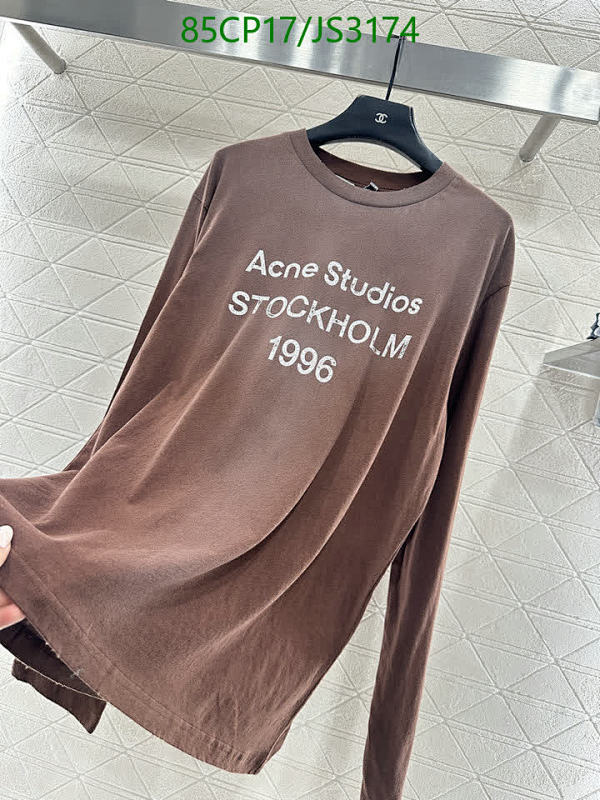 85CP17/JS3174
Acne Studios
STOCKHOLM
1996